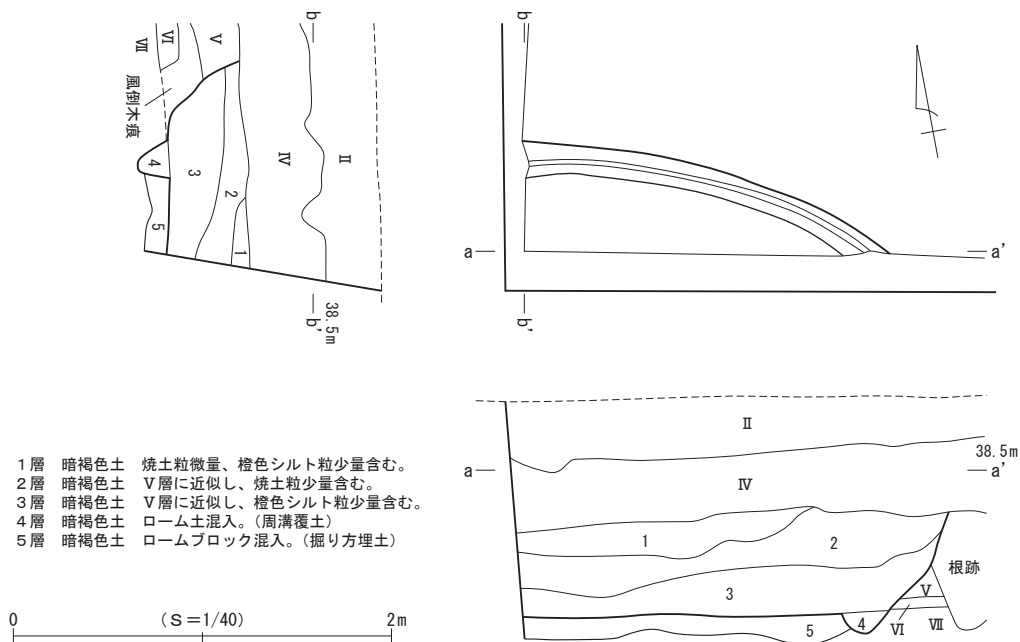 b
Ⅶ
Ⅵ
Ⅴ
風倒木痕
Ⅳ
Ⅱ
4
3
2
5
1
b'
38.5m
b
a
a'
b'
Ⅱ
38.5m
a
a'
Ⅳ
1
2
根跡
3
Ⅴ
5
4
Ⅵ
Ⅶ
1層 暗褐色土 焼土粒微量、橙色シルト粒少量含む。
2層 暗褐色土 Ⅴ層に近似し、焼土粒少量含む。
3層 暗褐色土 Ⅴ層に近似し、橙色シルト粒少量含む。
4層 暗褐色土 ローム土混入。(周溝覆土)
5層 暗褐色土 ロームブロック混入。(掘り方埋土)
0 (S=1/40) 2m